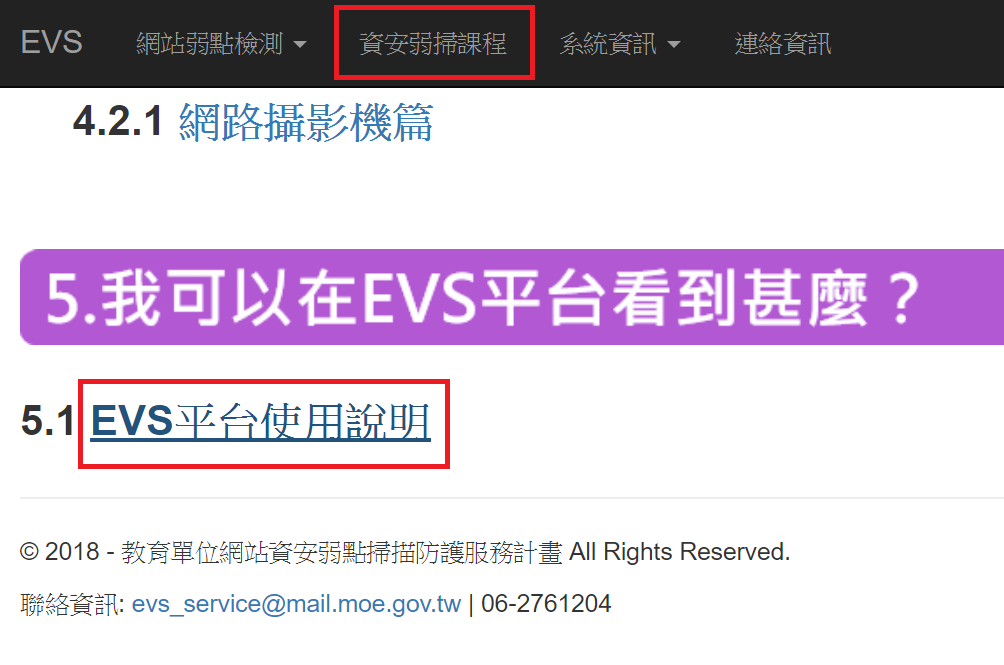 EVS 網站弱點檢測 資安弱掃課程 系統資訊 連絡資訊
4.2.1 網路攝影機篇
5.我可以在EVS平台看到甚麼？
5.1 EVS平台使用說明
© 2018 - 教育單位網站資安弱點掃描防護服務計畫 All Rights Reserved.
聯絡資訊: evs_service@mail.moe.gov.tw | 06-2761204